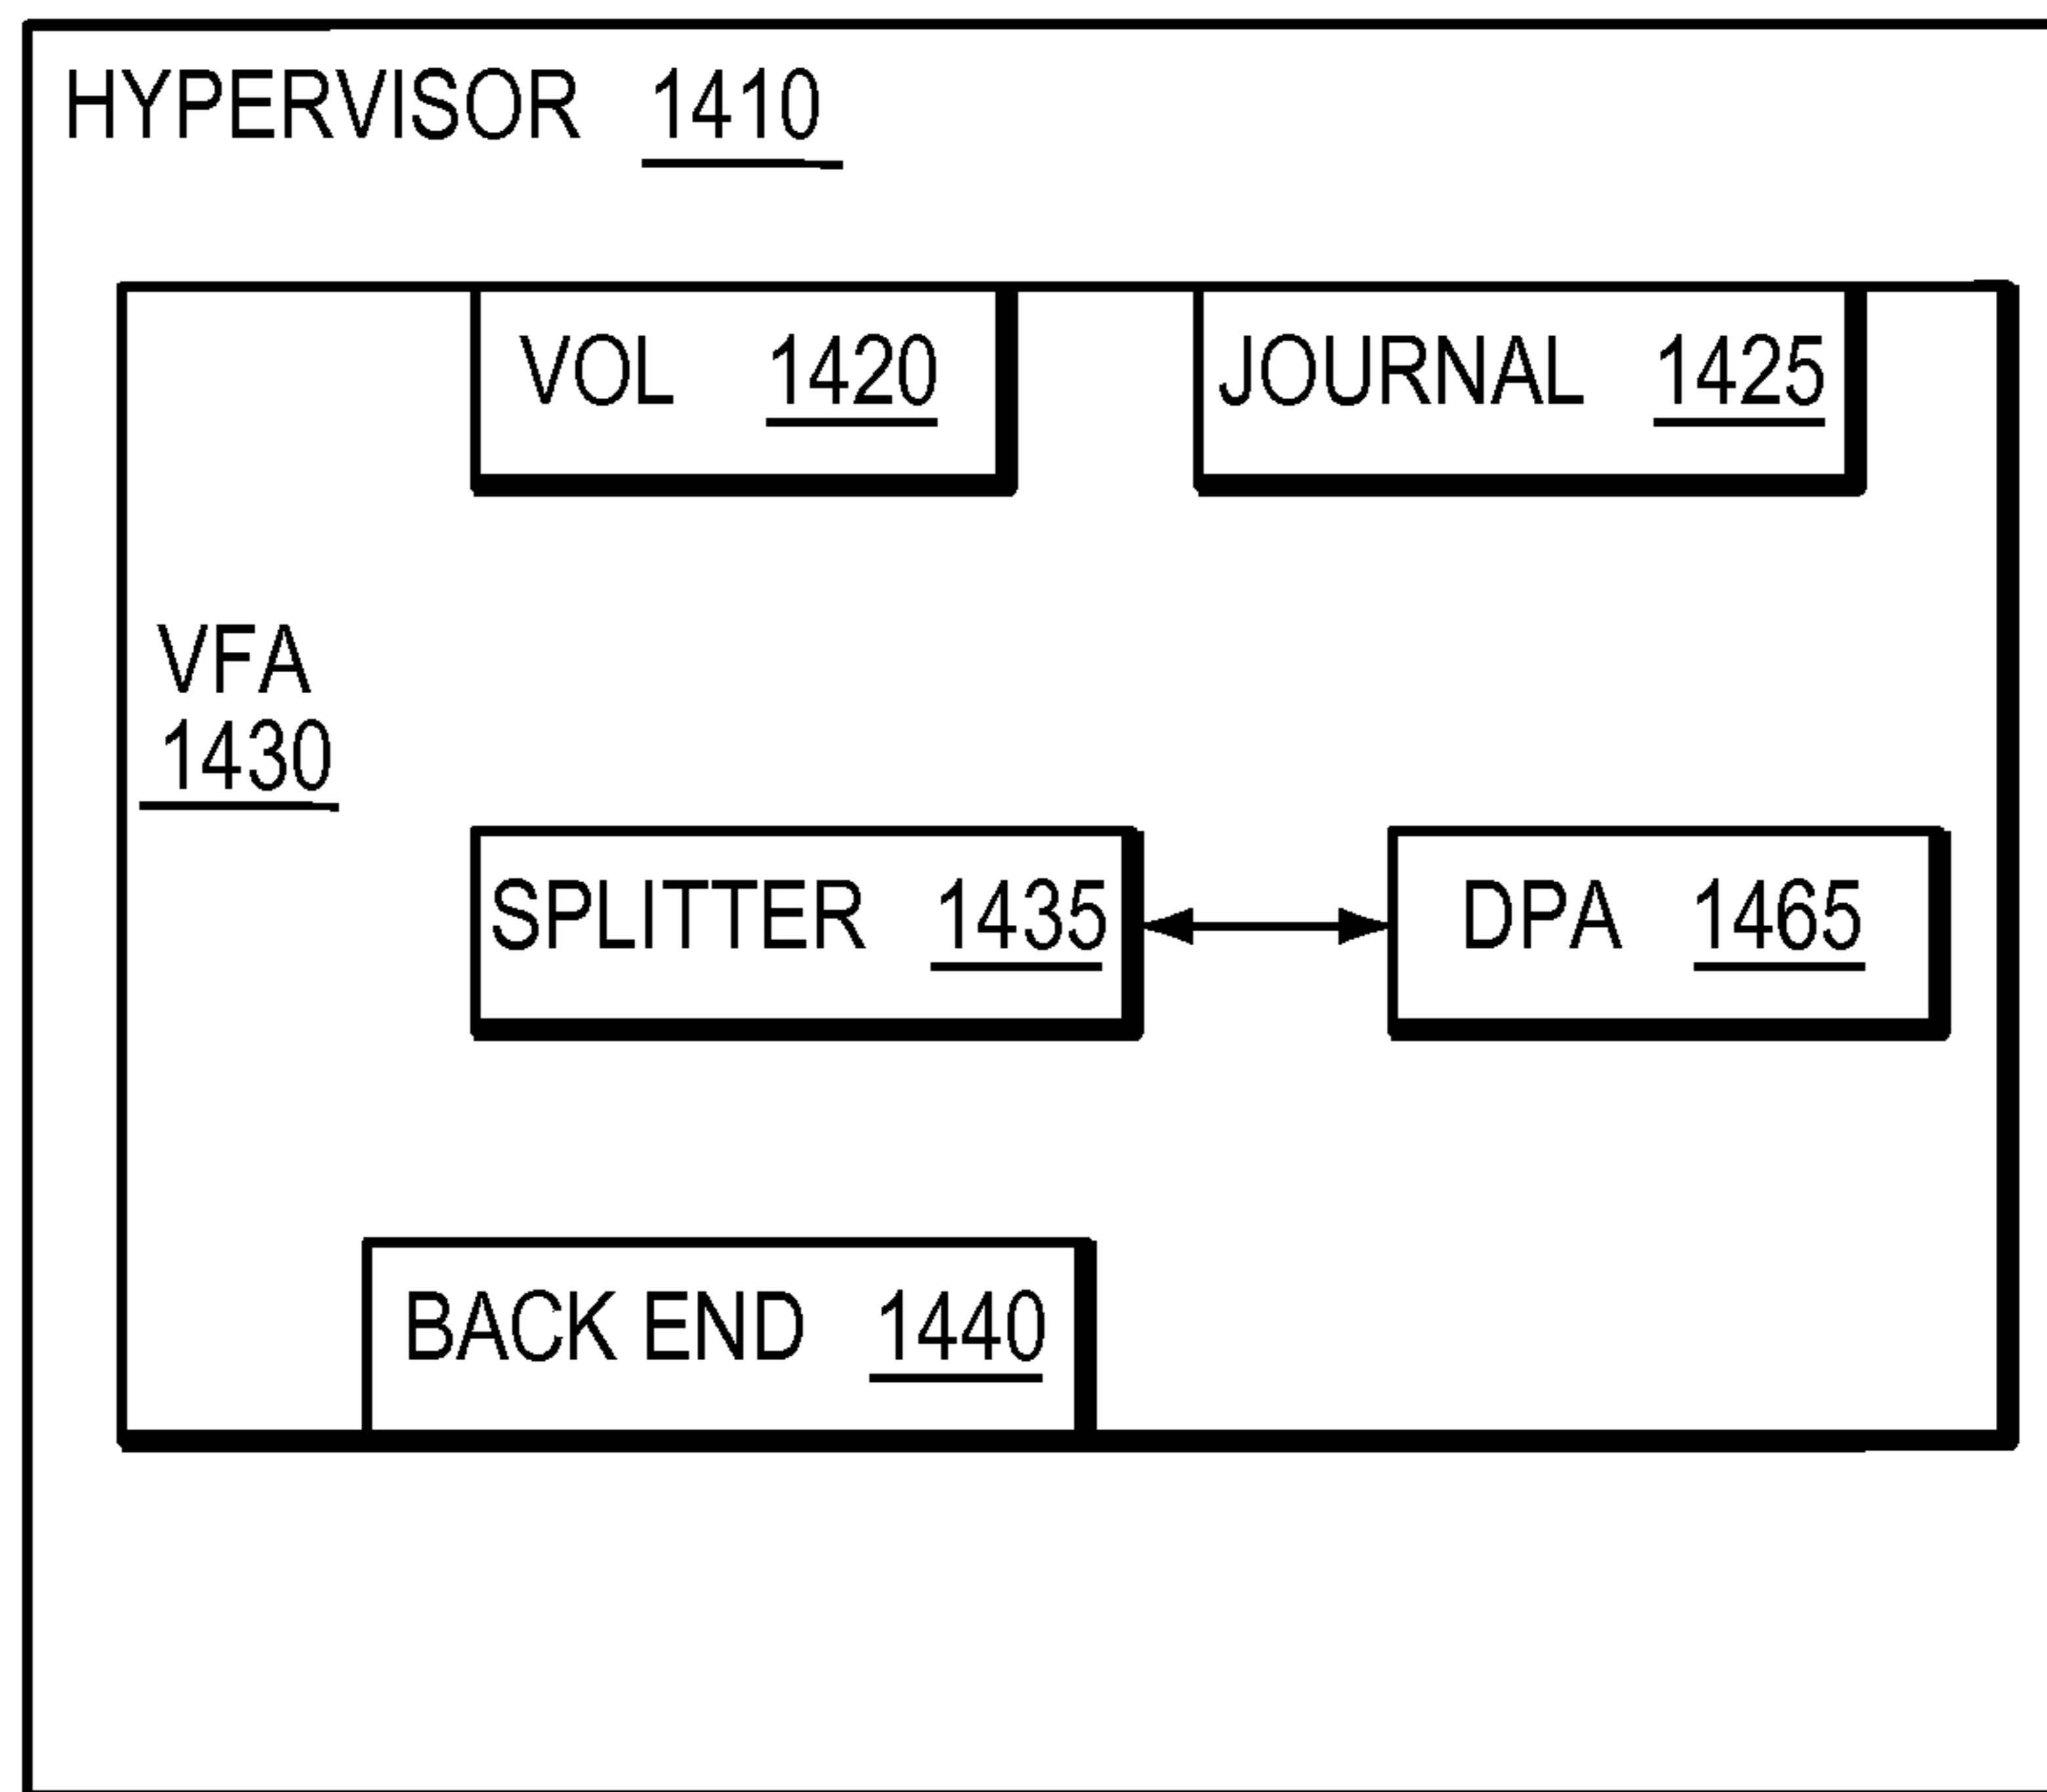 HYPERVISOR 1410
VOL 1420
JOURNAL 1425
VFA
1430
SPLITTER 1435
DPA 1465
BACK END 1440